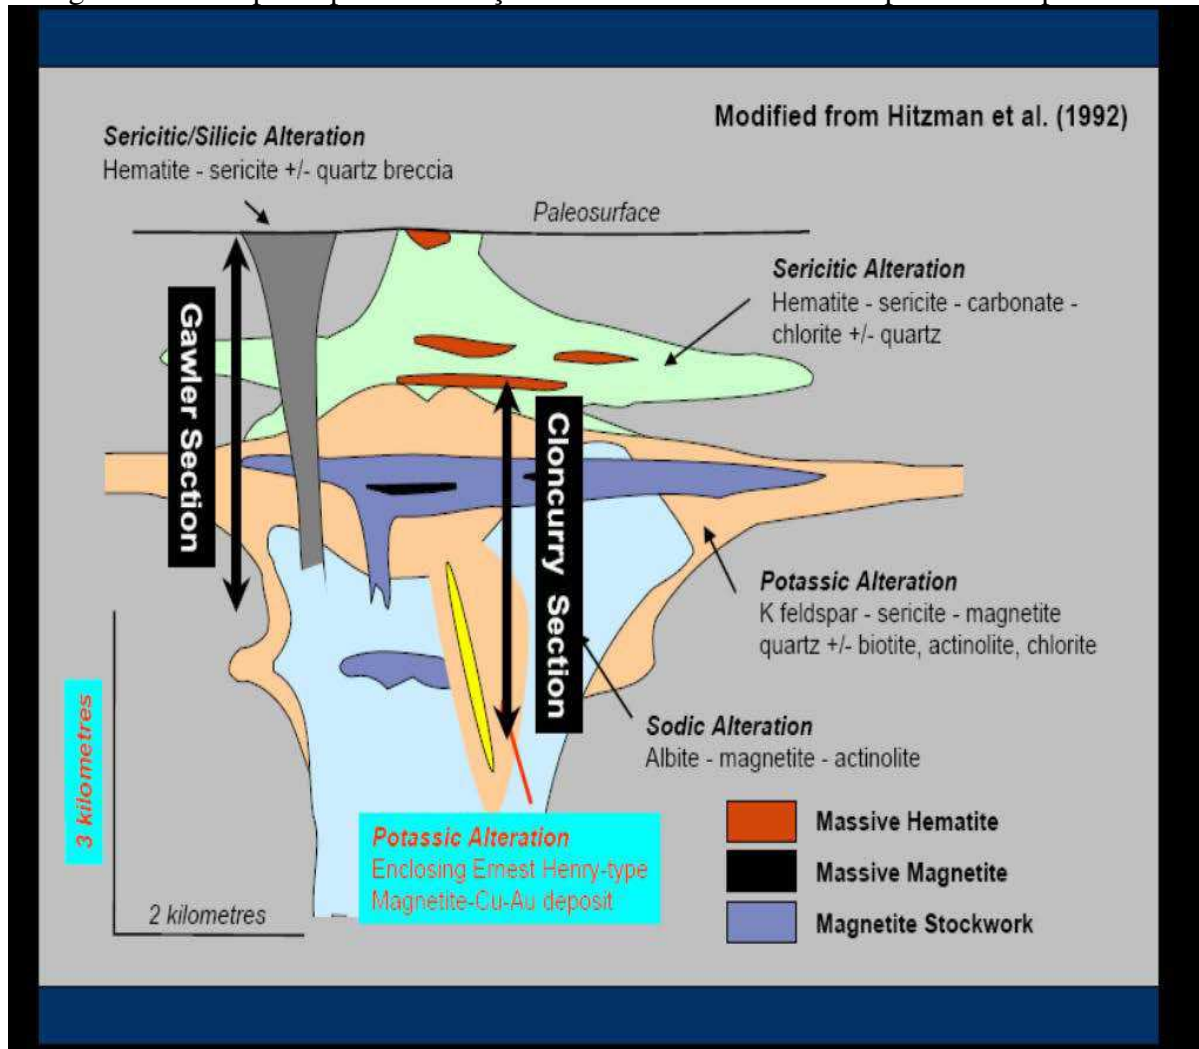 Modified from Hitzman et al. (1992)
Sericitic/Silicic Alteration
Hematite - sericite +/- quartz breccia
Paleosurface
Sericitic Alteration
Hematite - sericite - carbonate -
chlorite +/- quartz
Gawler Section
Cloncurry Section
Potassic Alteration
K feldspar - sericite - magnetite
quartz +/- biotite, actinolite, chlorite
Sodic Alteration
Albite - magnetite - actinolite
3 kilometres
2 kilometres
Potassic Alteration
Enclosing Ernest Henry-type
Magnetite-Cu-Au deposit
Massive Hematite
Massive Magnetite
Magnetite Stockwork